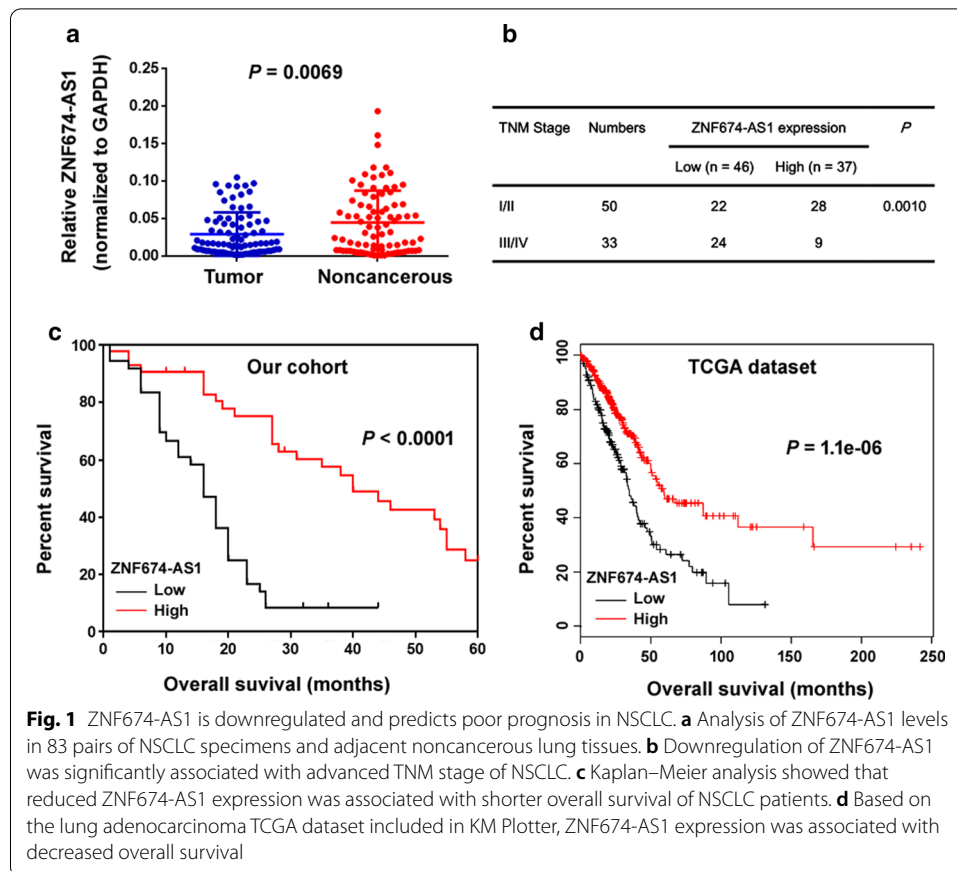 a
P = 0.0069
Relative ZNF674-AS1
(normalized to GAPDH)
0.25
0.20
0.15
0.10
0.05
0.00
Tumor
Noncancerous
b
TNM Stage Numbers ZNF674-AS1 expression P
Low (n = 46) High (n = 37)
I/II 50 22 28 0.0010
III/IV 33 24 9
c
Our cohort
P < 0.0001
Percent survival
100
80
60
40
20
0
ZNF674-AS1
Low
High
0 20 40 60
Overall suvival (months)
d
TCGA dataset
P = 1.1e-06
Percent survival
100
80
60
40
20
0
ZNF674-AS1
Low
High
0 50 100 150 200 250
Overall suvival (months)
Fig. 1 ZNF674-AS1 is downregulated and predicts poor prognosis in NSCLC. a Analysis of ZNF674-AS1 levels
in 83 pairs of NSCLC specimens and adjacent noncancerous lung tissues. b Downregulation of ZNF674-AS1
was significantly associated with advanced TNM stage of NSCLC. c Kaplan–Meier analysis showed that
reduced ZNF674-AS1 expression was associated with shorter overall survival of NSCLC patients. d Based on
the lung adenocarcinoma TCGA dataset included in KM Plotter, ZNF674-AS1 expression was associated with
decreased overall survival